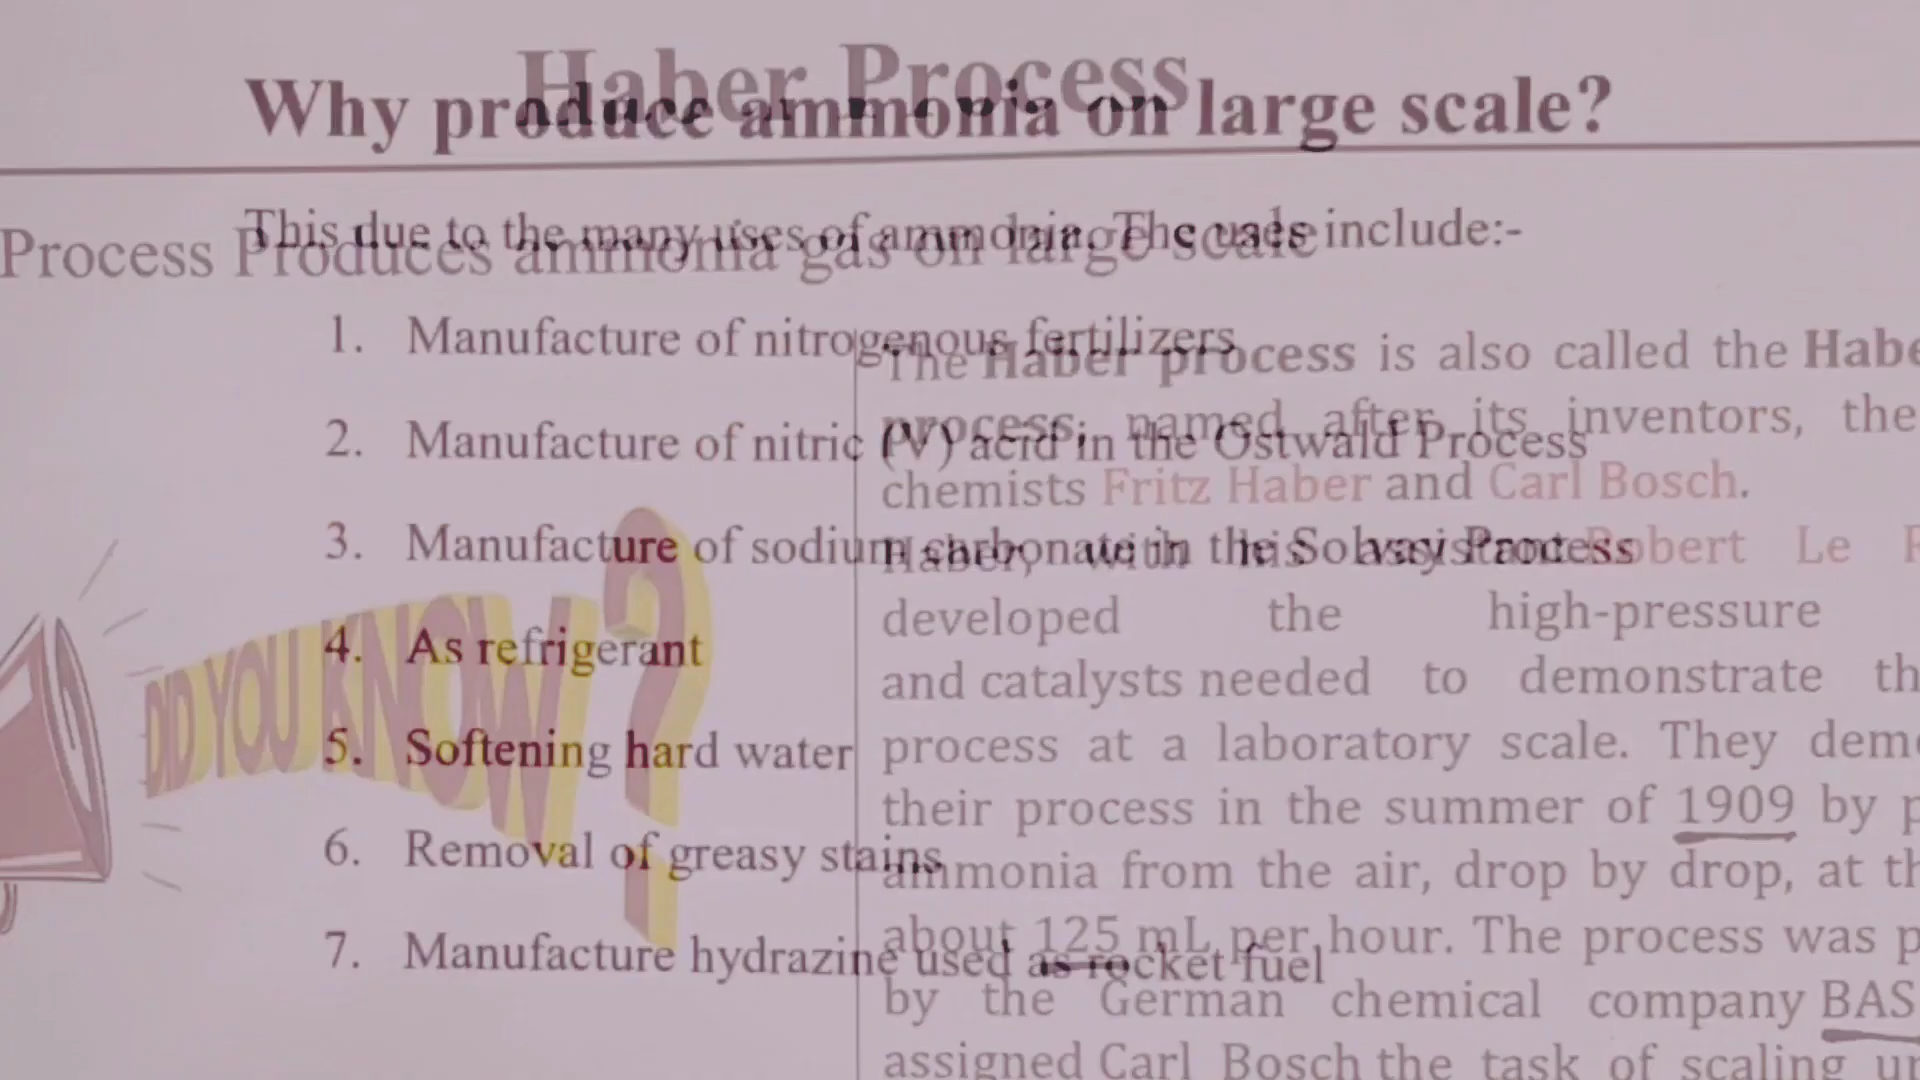 Haber Process
Why produce ammonia on large scale?
Process Produces ammonia gas on large scale
This due to the many uses of ammonia. The uses include:-
1. Manufacture of nitrogenous fertilizers
2. Manufacture of nitric (V) acid in the Ostwald Process
3. Manufacture of sodium carbonate in the Solvay Process
4. As refrigerant
5. Softening hard water
6. Removal of greasy stains
7. Manufacture hydrazine used as rocket fuel
DID YOU KNOW?
The Haber process is also called the
process, named after its inventors, the
chemists Fritz Haber and Carl Bosch.
Haber, with his assistant Robert Le
developed the high-pressure
and catalysts needed to demonstrate
process at a laboratory scale. They
their process in the summer of 1909 by
ammonia from the air, drop by drop, at
about 125 mL per hour. The process was
by the German chemical company
assigned Carl Bosch the task of scaling